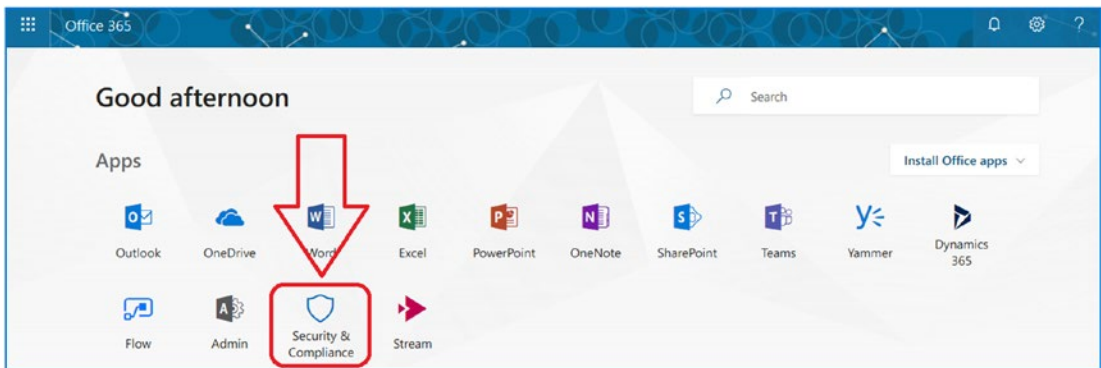 Office 365
?
Good afternoon
Search
Apps
Install Office apps
Outlook
OneDrive
Word
Excel
PowerPoint
OneNote
SharePoint
Teams
Yammer
Dynamics
365
Flow
Admin
Security &
Compliance
Stream